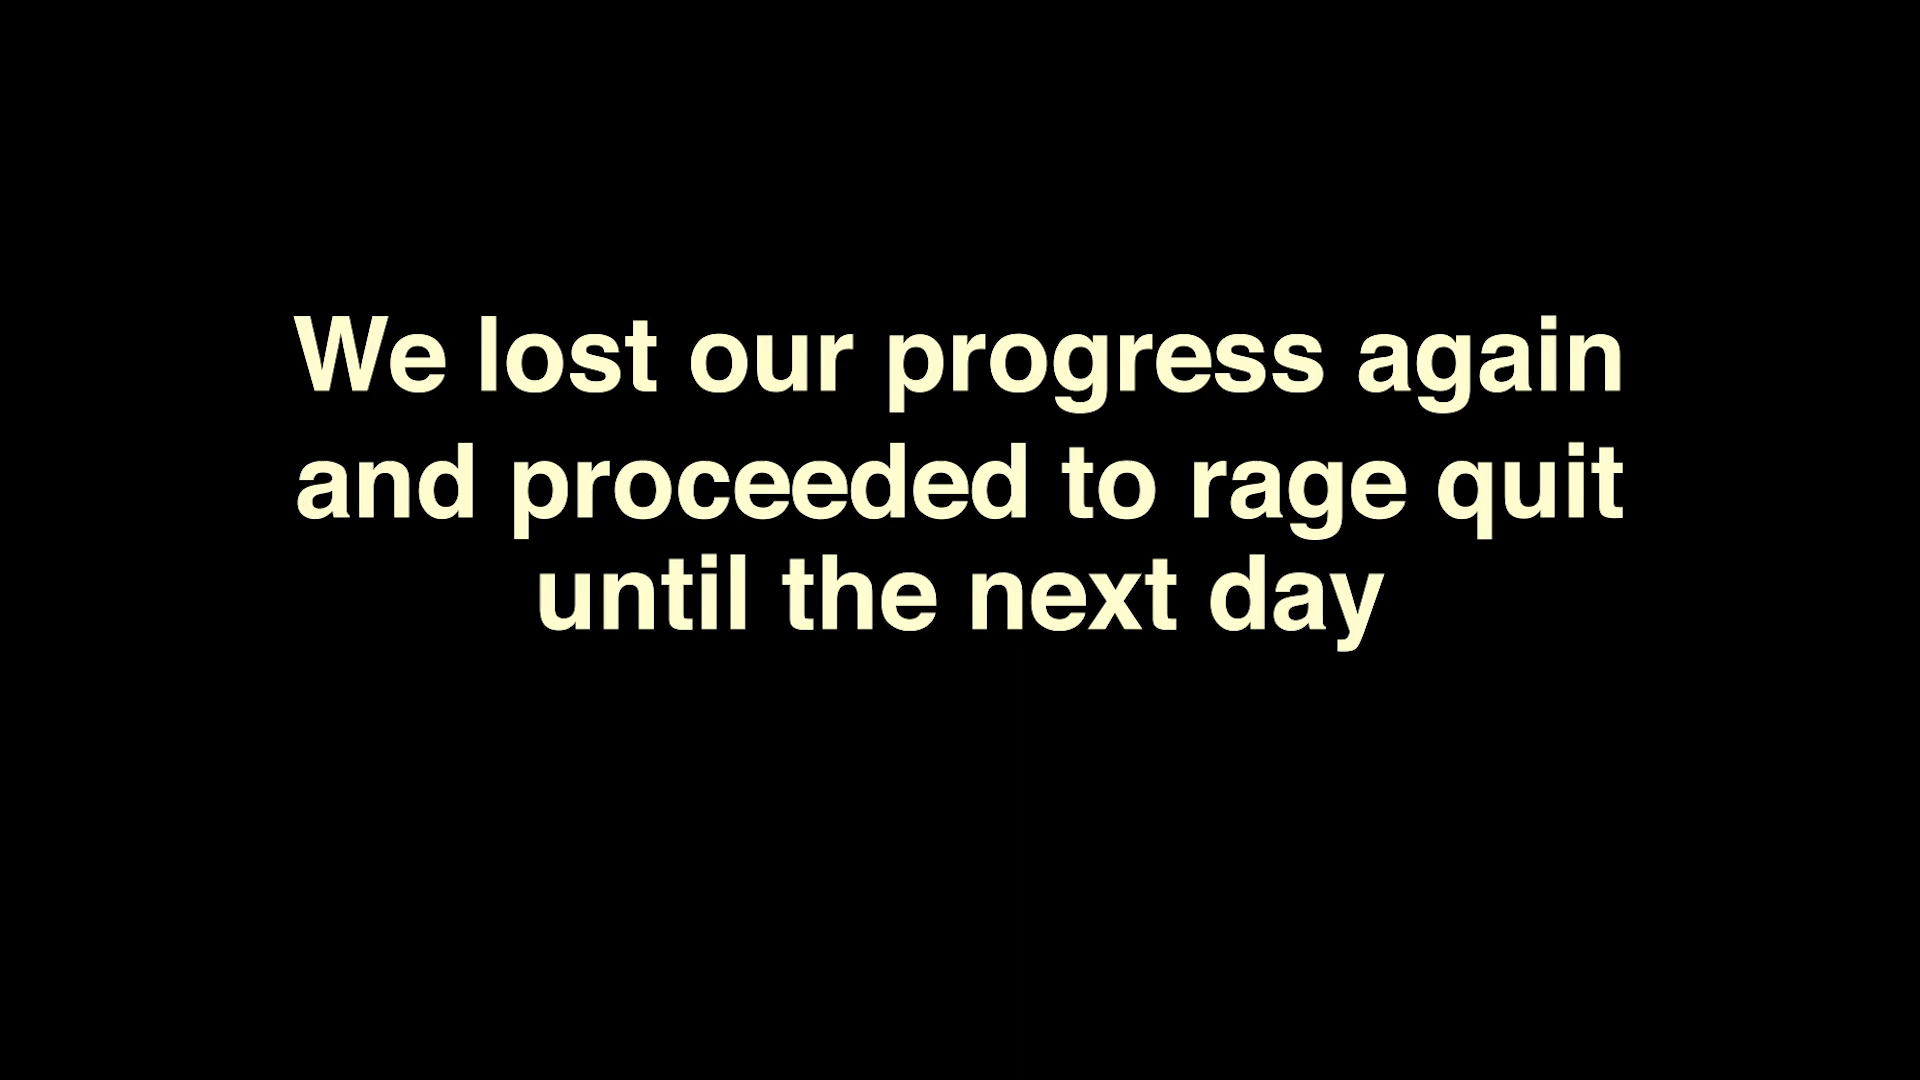 We lost our progress again
and proceeded to rage quit
until the next day